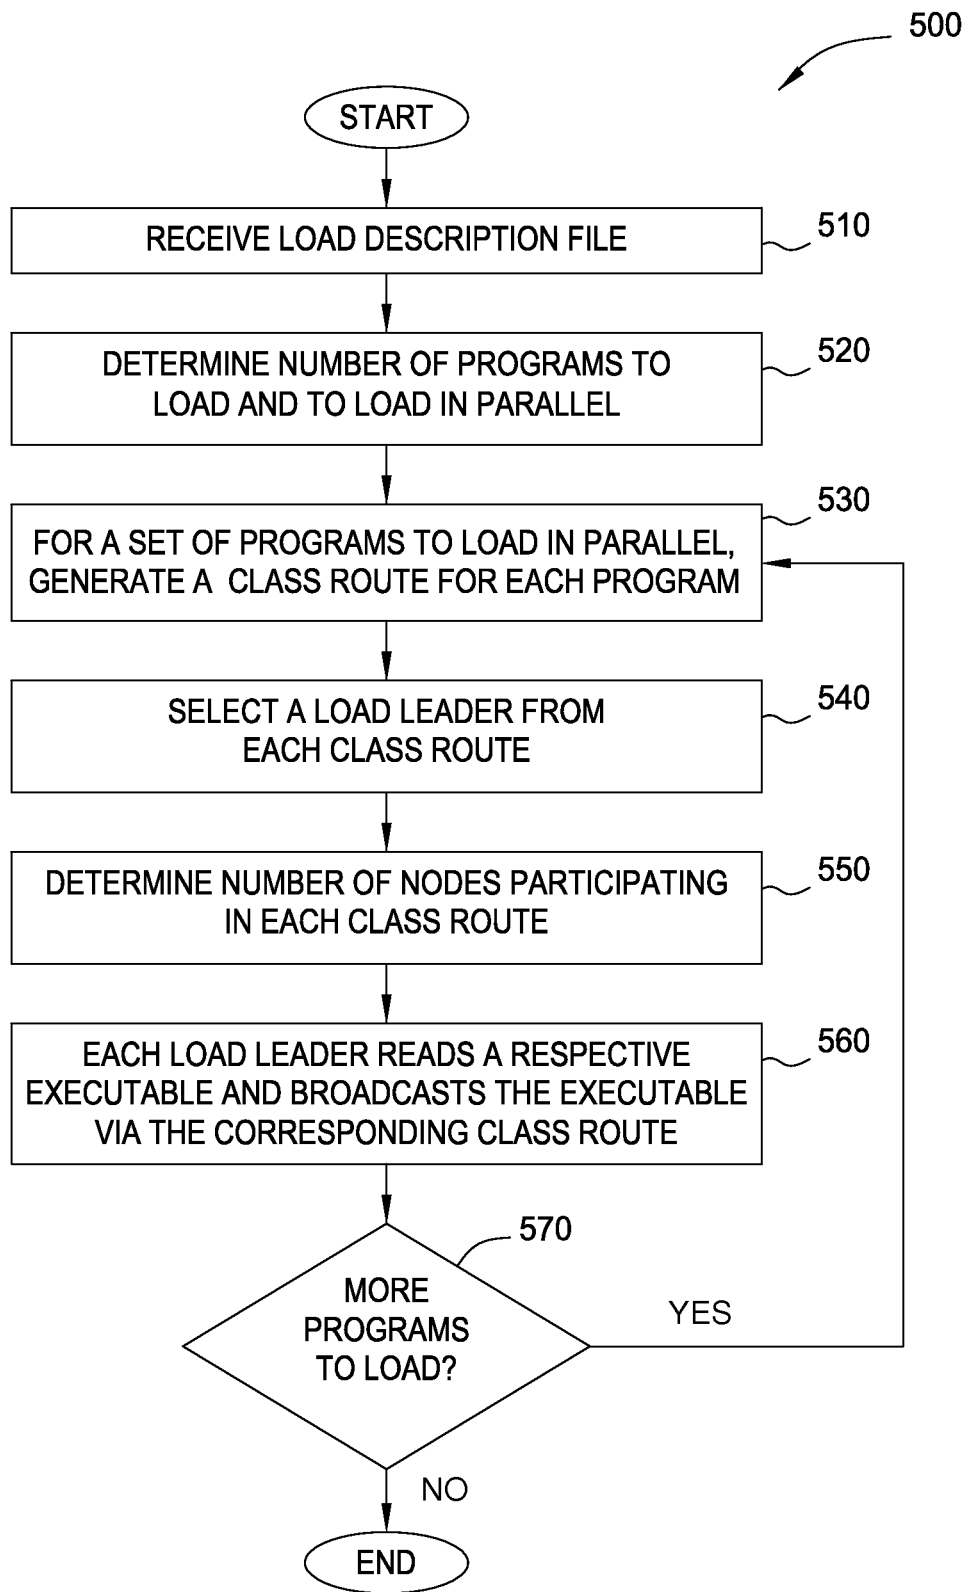 500
START
RECEIVE LOAD DESCRIPTION FILE
510
DETERMINE NUMBER OF PROGRAMS TO
LOAD AND TO LOAD IN PARALLEL
520
FOR A SET OF PROGRAMS TO LOAD IN PARALLEL,
GENERATE A CLASS ROUTE FOR EACH PROGRAM
530
SELECT A LOAD LEADER FROM
EACH CLASS ROUTE
540
DETERMINE NUMBER OF NODES PARTICIPATING
IN EACH CLASS ROUTE
550
EACH LOAD LEADER READS A RESPECTIVE
EXECUTABLE AND BROADCASTS THE EXECUTABLE
VIA THE CORRESPONDING CLASS ROUTE
560
570
MORE
PROGRAMS
TO LOAD?
YES
NO
END